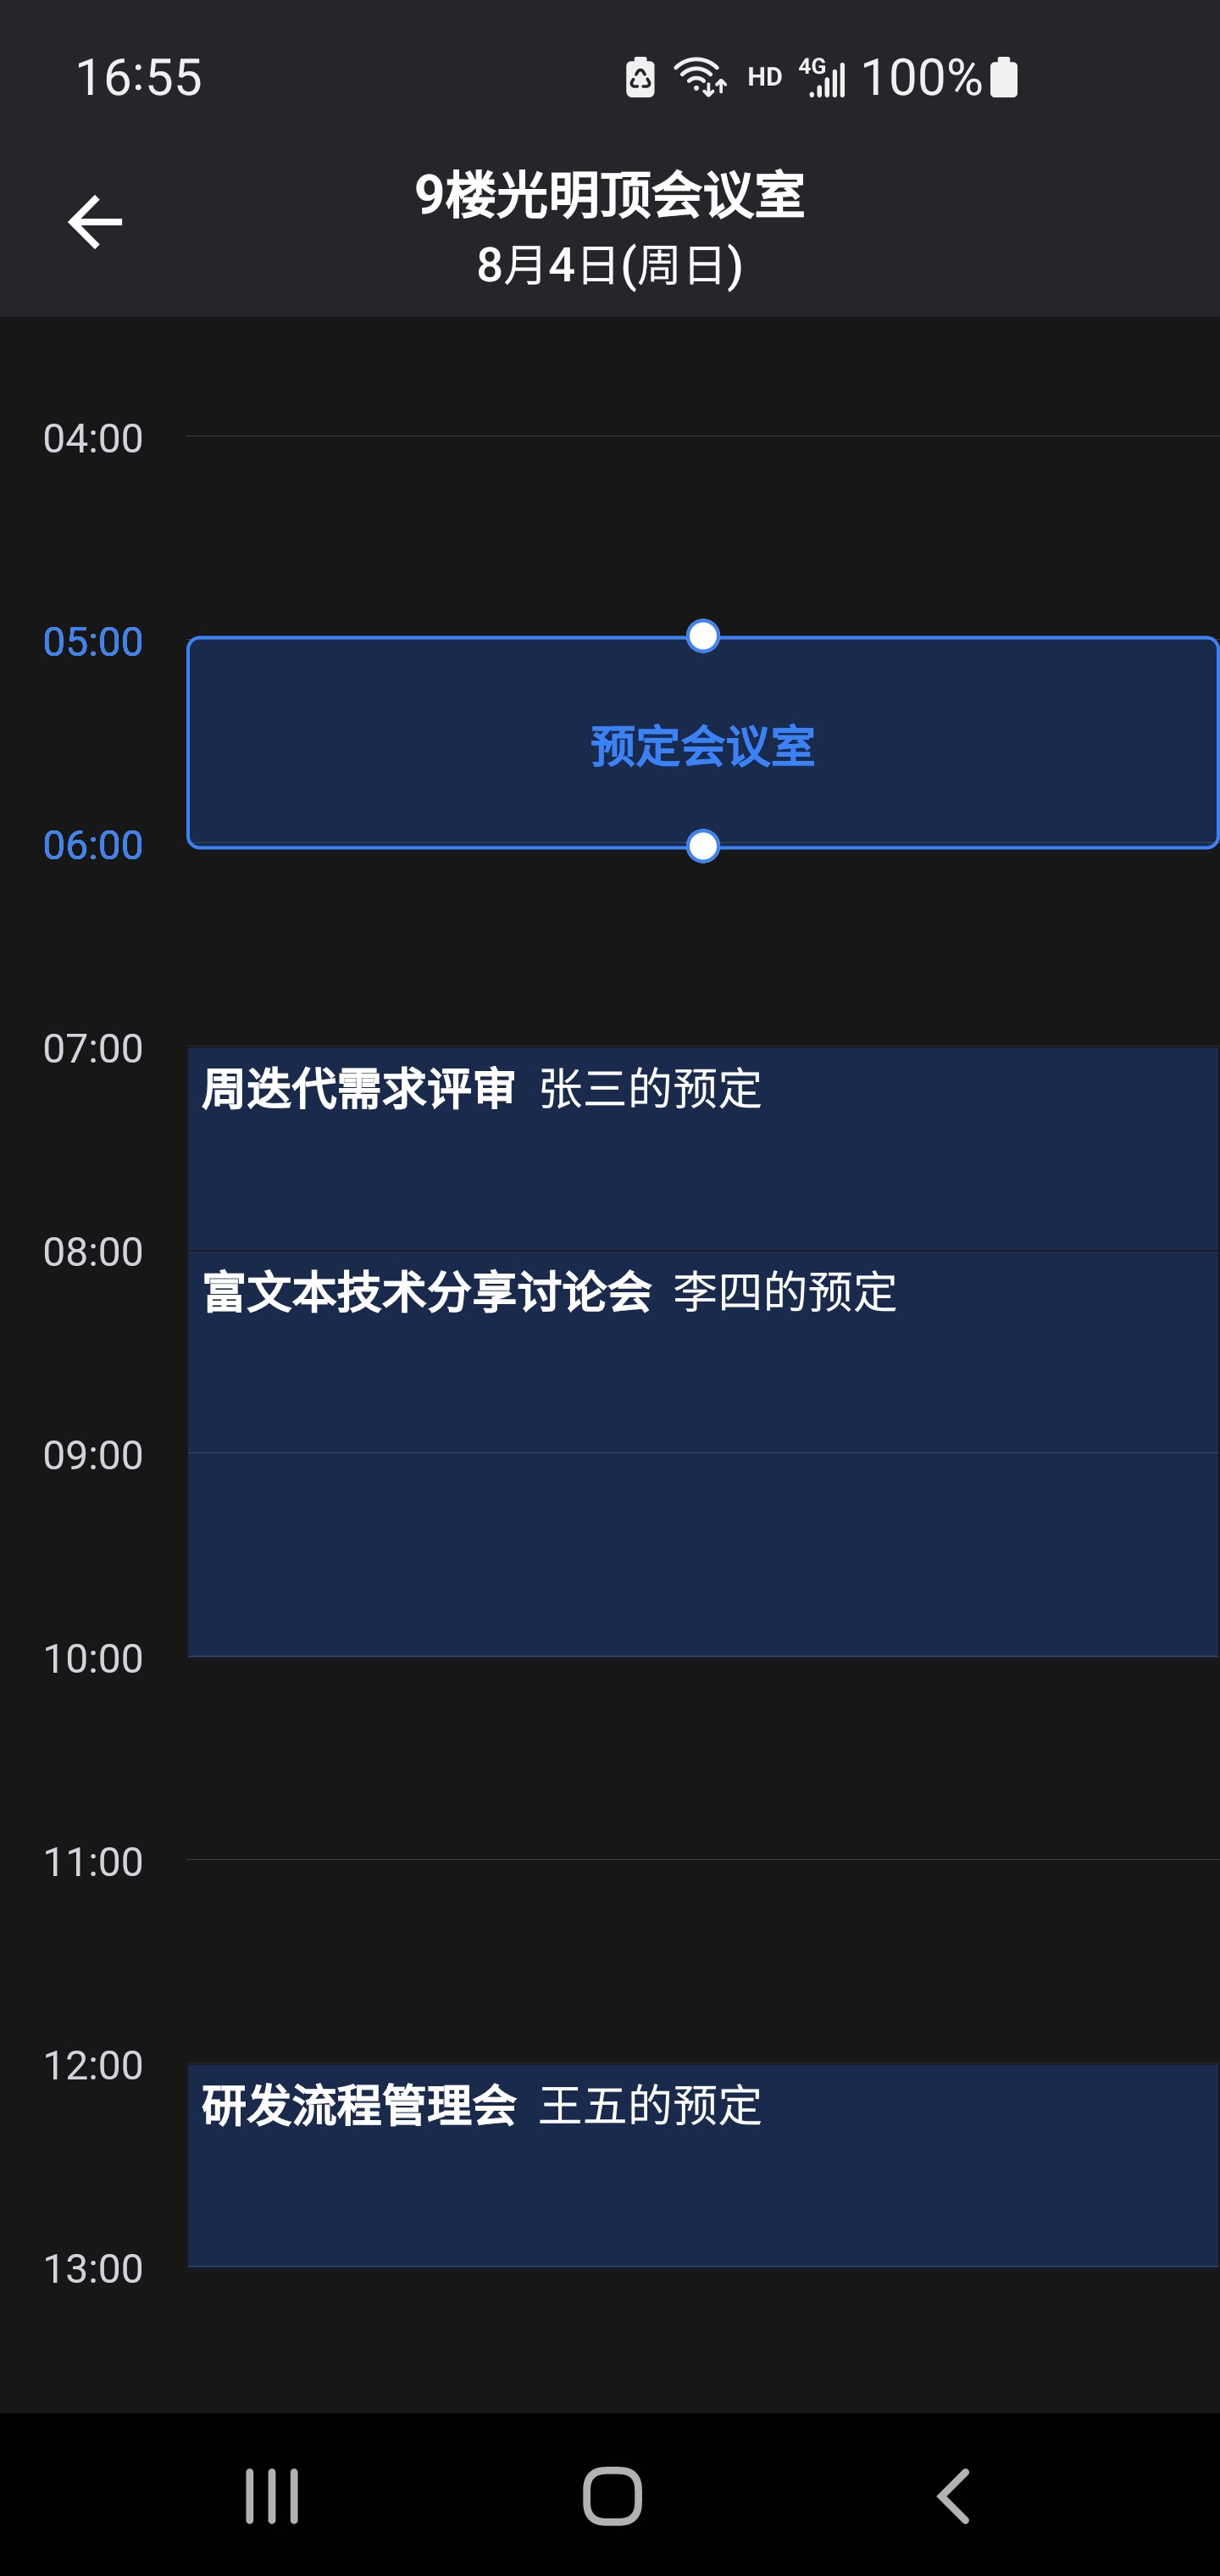 16:55 HD 4G 100%
9楼光明顶会议室
8月4日(周日)
04:00
05:00
预定会议室
06:00
07:00
周迭代需求评审 张三的预定
08:00
富文本技术分享讨论会 李四的预定
09:00
10:00
11:00
12:00
研发流程管理会 王五的预定
13:00